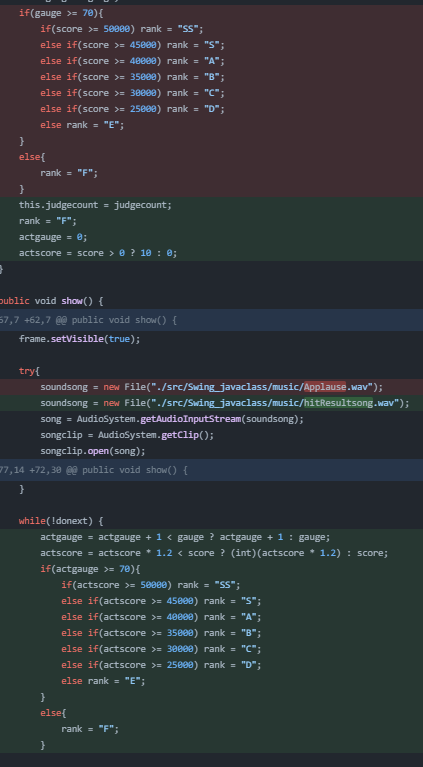 if(gauge >= 70){
if(score >= 50000) rank = "SS";
else if(score >= 45000) rank = "S";
else if(score >= 40000) rank = "A";
else if(score >= 35000) rank = "B";
else if(score >= 30000) rank = "C";
else if(score >= 25000) rank = "D";
else rank = "E";
}
else{
rank = "F";
}
this.judgecount = judgecount;
rank = "F";
actgauge = 0;
actscore = score > 0 ? 10 : 0;
}
public void show() {
57,7 +62,7 @@ public void show() {
frame.setVisible(true);
try{
soundsong = new File("./src/Swing_javaclass/music/Applause.wav");
soundsong = new File("./src/Swing_javaclass/music/hitResultsong.wav");
song = AudioSystem.getAudioInputStream(soundsong);
songclip = AudioSystem.getClip();
songclip.open(song);
77,14 +72,30 @@ public void show() {
}
while(!donext) {
actgauge = actgauge + 1 < gauge ? actgauge + 1 : gauge;
actscore = actscore * 1.2 < score ? (int)(actscore * 1.2) : score;
if(actgauge >= 70){
if(actscore >= 50000) rank = "SS";
else if(actscore >= 45000) rank = "S";
else if(actscore >= 40000) rank = "A";
else if(actscore >= 35000) rank = "B";
else if(actscore >= 30000) rank = "C";
else if(actscore >= 25000) rank = "D";
else rank = "E";
}
else{
rank = "F";
}